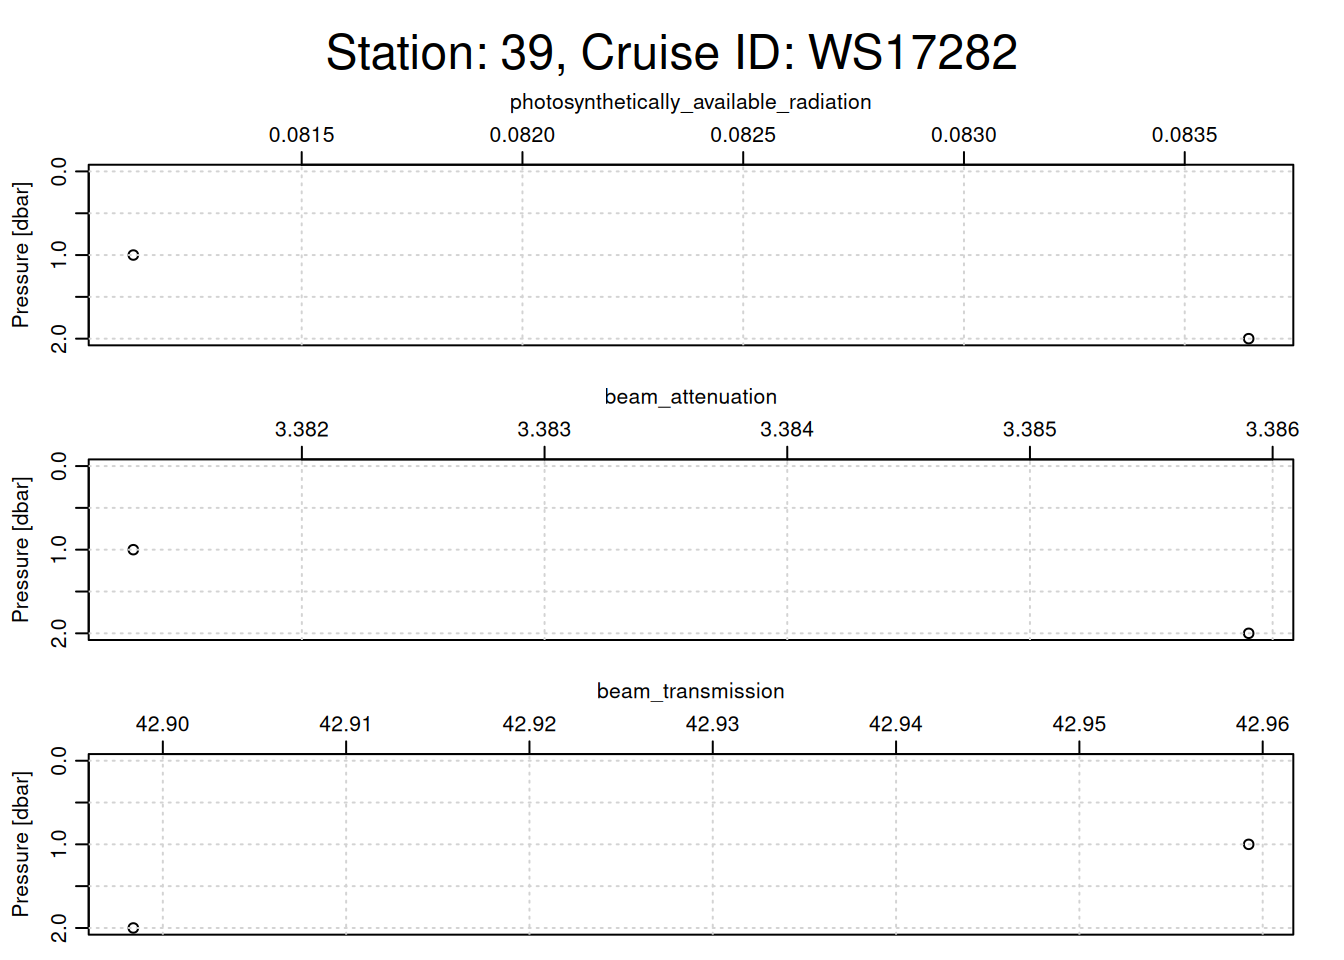 Station: 39, Cruise ID: WS17282
photosynthetically_available_radiation
0.0815 0.0820 0.0825 0.0830 0.0835
Pressure [dbar]
0.0
1.0
2.0
beam_attenuation
3.382 3.383 3.384 3.385 3.386
Pressure [dbar]
0.0
1.0
2.0
beam_transmission
42.90 42.91 42.92 42.93 42.94 42.95 42.96
Pressure [dbar]
0.0
1.0
2.0